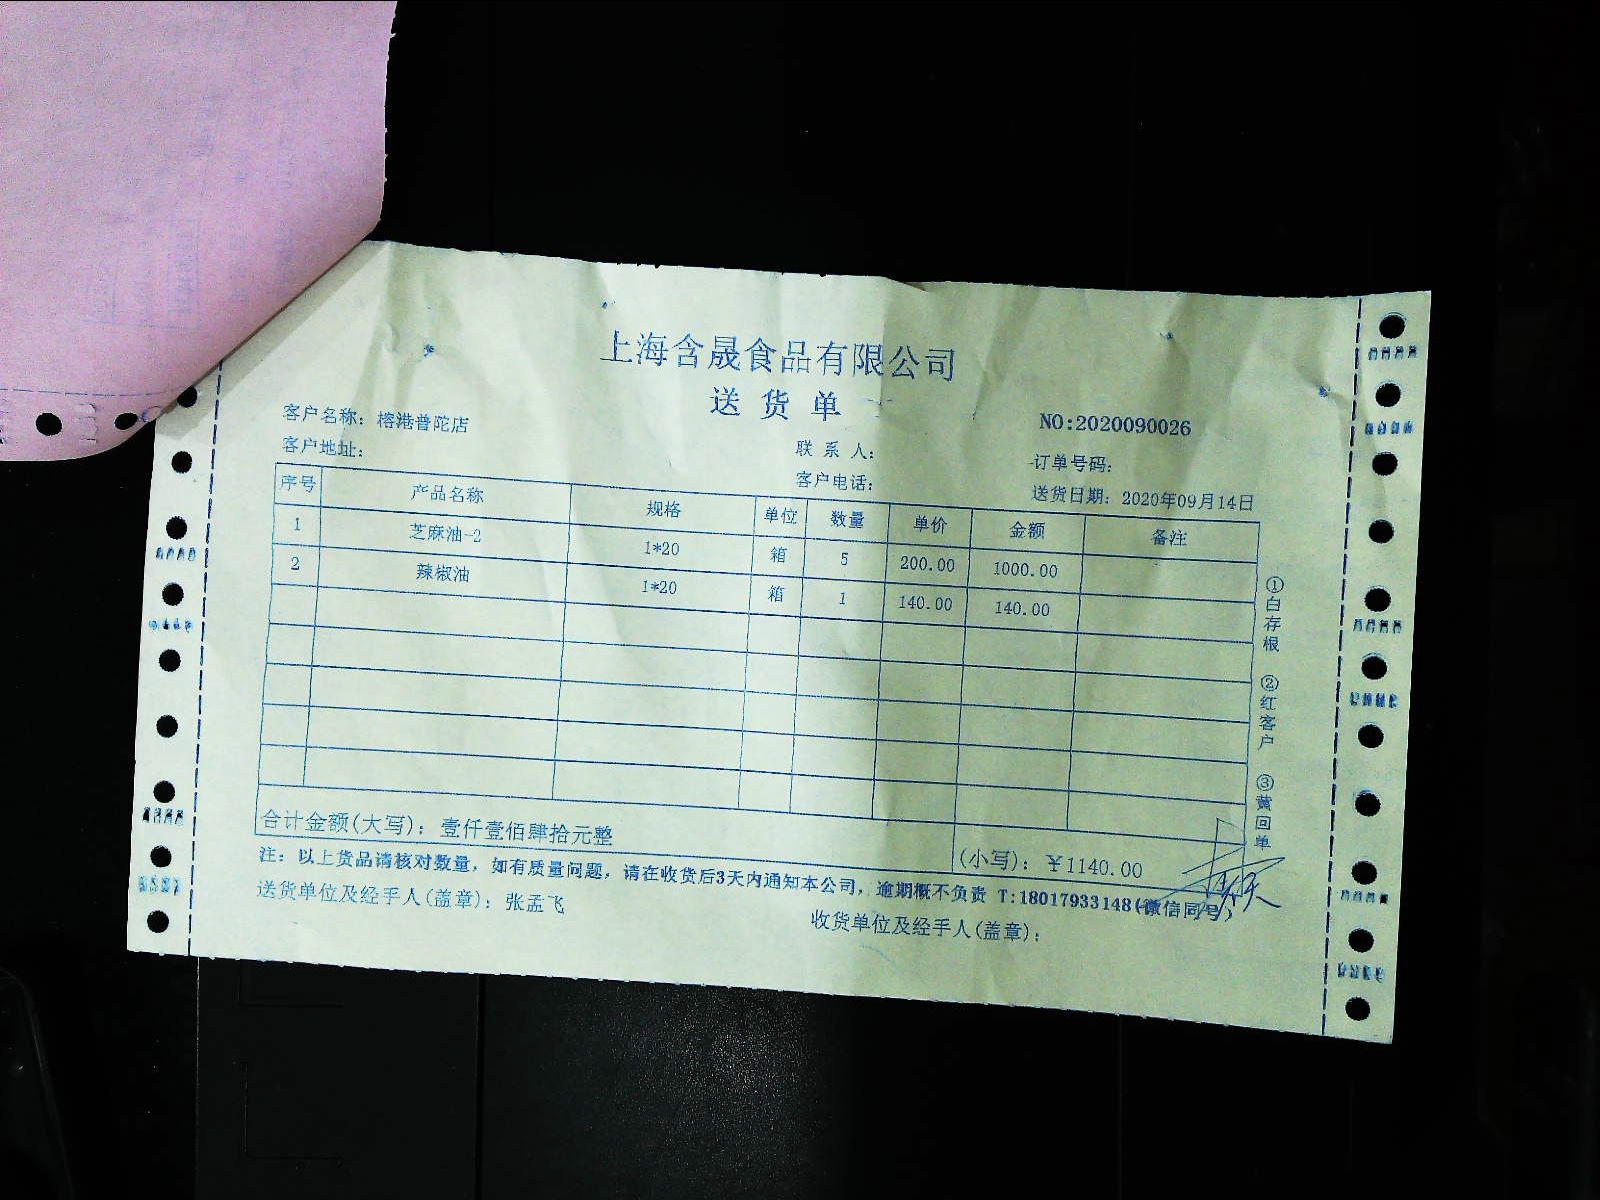 上海含晟食品有限公司
送 货 单
NO:2020090026
客户名称：榕港普陀店
联 系 人：
订单号码：
客户地址：
客户电话：
送货日期：2020年09月14日
序号 产品名称 规格 单位 数量 单价 金额 备注
1 芝麻油-2 1*20 箱 5 200.00 1000.00
2 辣椒油 1*20 箱 1 140.00 140.00
①白存根 ②红客户 ③黄回单
合计金额(大写)：壹仟壹佰肆拾元整 (小写)：￥1140.00
注：以上货品请核对数量，如有质量问题，请在收货后3天内通知本公司，逾期概不负责 T:18017933148(微信同号)
送货单位及经手人(盖章)：张孟飞
收货单位及经手人(盖章)：